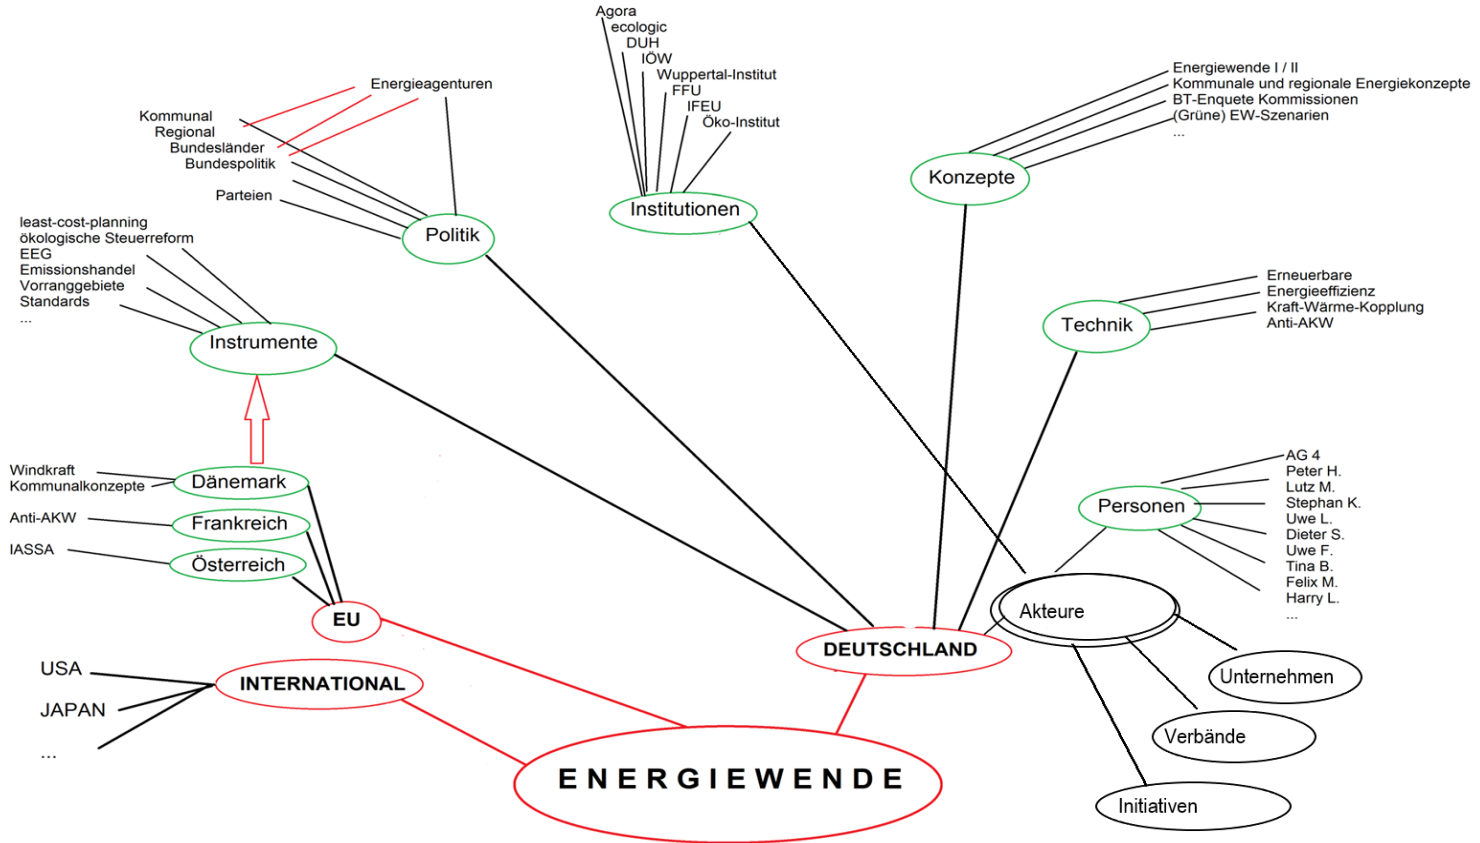 Agora
ecologic
DUH
IÖW
Wuppertal-Institut
FFU
IFEU
Öko-Institut
Institutionen
Energiewende I / II
Kommunale und regionale Energiekonzepte
BT-Enquete Kommissionen
(Grüne) EW-Szenarien
...
Konzepte
Energieagenturen
Kommunal
Regional
Bundesländer
Bundespolitik
Parteien
Politik
least-cost-planning
ökologische Steuerreform
EEG
Emissionshandel
Vorranggebiete
Standards
...
Instrumente
Erneuerbare
Energieeffizienz
Kraft-Wärme-Kopplung
Anti-AKW
Technik
Windkraft
Kommunalkonzepte
Dänemark
Anti-AKW
Frankreich
IASSA
Österreich
EU
AG 4
Peter H.
Lutz M.
Stephan K.
Uwe L.
Dieter S.
Uwe F.
Tina B.
Felix M.
Harry L.
...
Personen
Akteure
DEUTSCHLAND
Unternehmen
Verbände
Initiativen
USA
JAPAN
...
INTERNATIONAL
ENERGIEWENDE